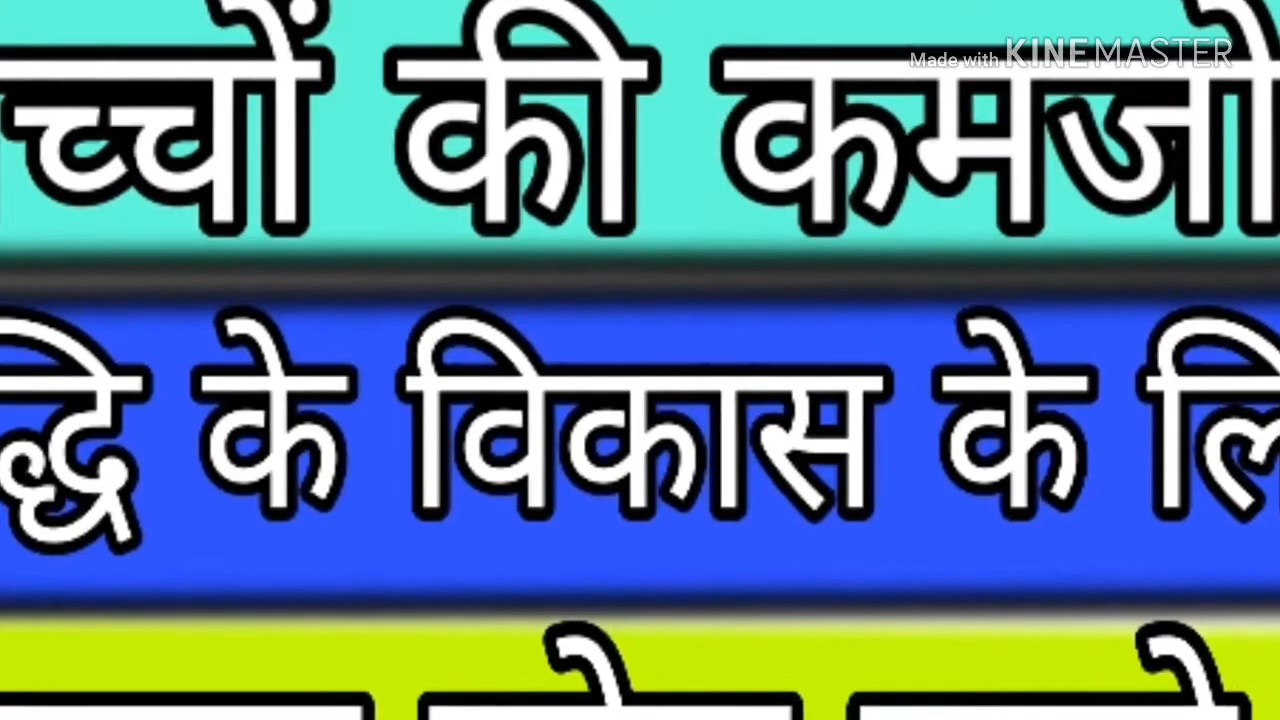 Made with KINEMASTER
च्चों की कमजो
द्धि के विकास के लि